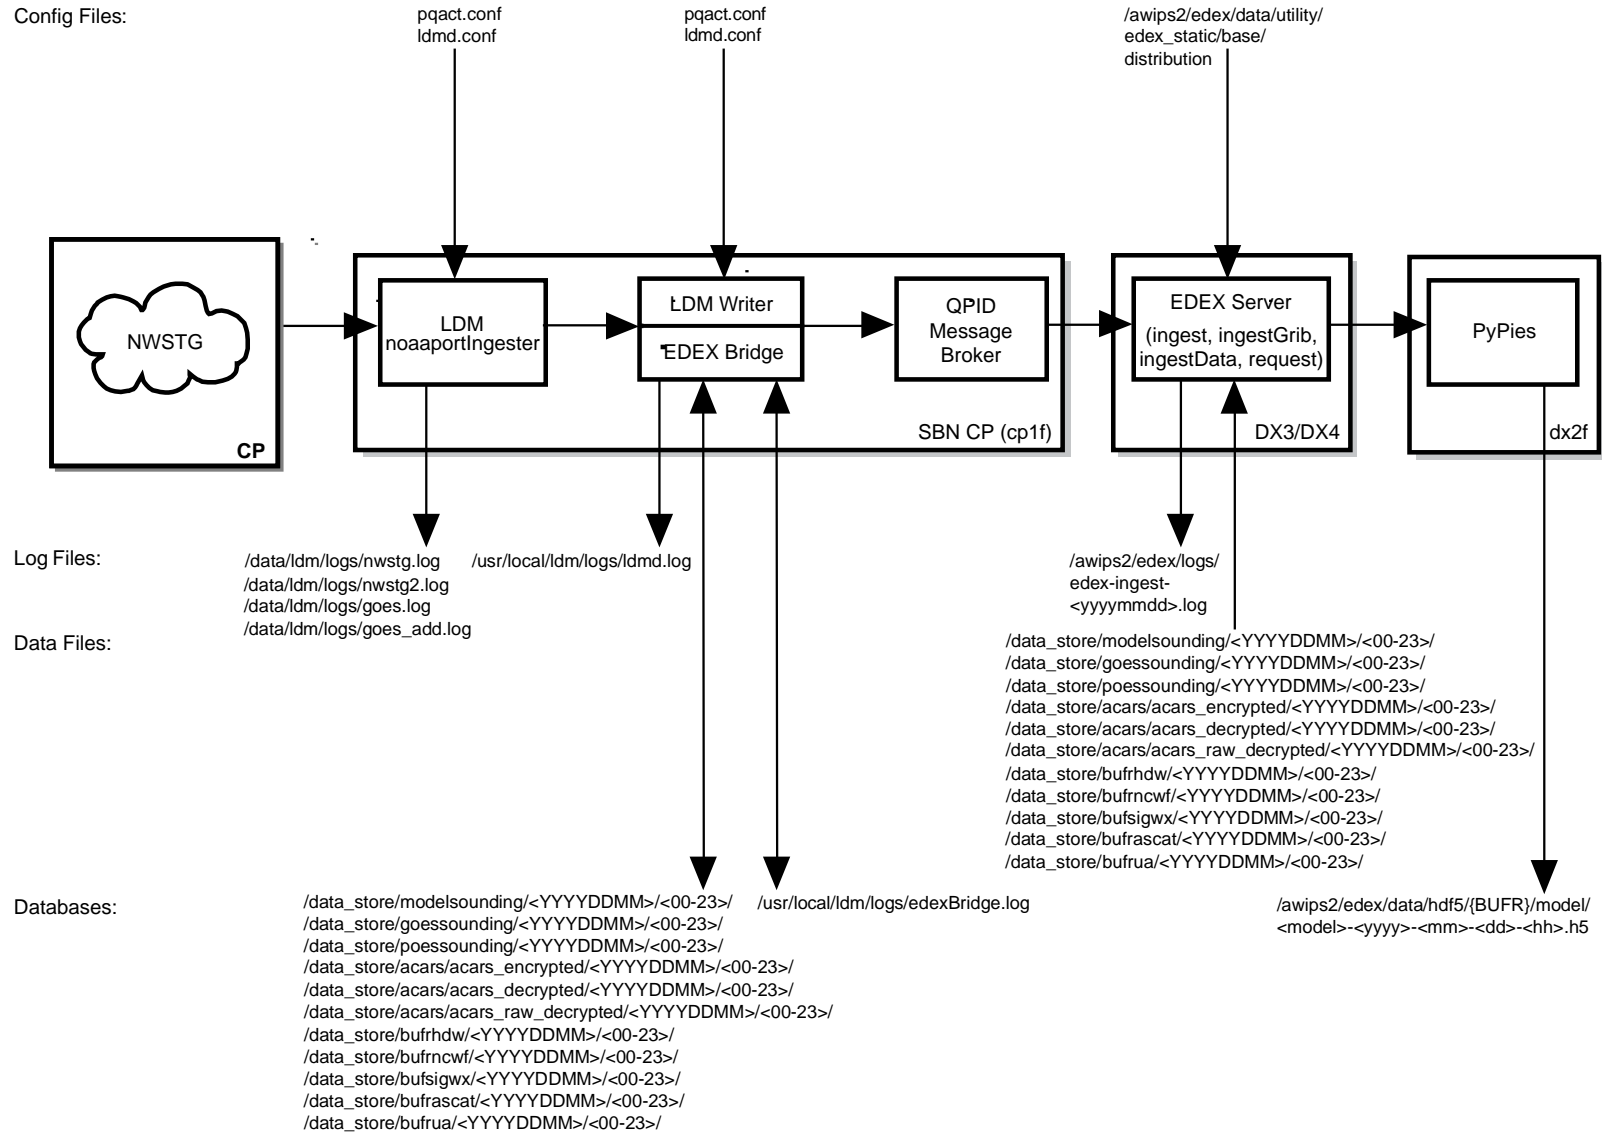 Config Files:
pqact.conf
ldmd.conf
pqact.conf
ldmd.conf
/awips2/edex/data/utility/
edex_static/base/
distribution
NWSTG
CP
LDM
noaaportIngester
LDM Writer
EDEX Bridge
QPID
Message
Broker
SBN CP (cp1f)
EDEX Server
(ingest, ingestGrib,
ingestData, request)
DX3/DX4
PyPies
dx2f
Log Files:
/data/ldm/logs/nwstg.log
/data/ldm/logs/nwstg2.log
/data/ldm/logs/goes.log
/data/ldm/logs/goes_add.log
/usr/local/ldm/logs/ldmd.log
/awips2/edex/logs/
edex-ingest-
<yyyymmdd>.log
Data Files:
/data_store/modelsounding/<YYYYDDMM>/<00-23>/
/data_store/goessounding/<YYYYDDMM>/<00-23>/
/data_store/poessounding/<YYYYDDMM>/<00-23>/
/data_store/acars/acars_encrypted/<YYYYDDMM>/<00-23>/
/data_store/acars/acars_decrypted/<YYYYDDMM>/<00-23>/
/data_store/acars/acars_raw_decrypted/<YYYYDDMM>/<00-23>/
/data_store/bufrhdw/<YYYYDDMM>/<00-23>/
/data_store/bufrncwf/<YYYYDDMM>/<00-23>/
/data_store/bufsigwx/<YYYYDDMM>/<00-23>/
/data_store/bufrascat/<YYYYDDMM>/<00-23>/
/data_store/bufrua/<YYYYDDMM>/<00-23>/
Databases:
/data_store/modelsounding/<YYYYDDMM>/<00-23>/
/data_store/goessounding/<YYYYDDMM>/<00-23>/
/data_store/poessounding/<YYYYDDMM>/<00-23>/
/data_store/acars/acars_encrypted/<YYYYDDMM>/<00-23>/
/data_store/acars/acars_decrypted/<YYYYDDMM>/<00-23>/
/data_store/acars/acars_raw_decrypted/<YYYYDDMM>/<00-23>/
/data_store/bufrhdw/<YYYYDDMM>/<00-23>/
/data_store/bufrncwf/<YYYYDDMM>/<00-23>/
/data_store/bufsigwx/<YYYYDDMM>/<00-23>/
/data_store/bufrascat/<YYYYDDMM>/<00-23>/
/data_store/bufrua/<YYYYDDMM>/<00-23>/
/usr/local/ldm/logs/edexBridge.log
/awips2/edex/data/hdf5/{BUFR}/model/
<model>-<yyyy>-<mm>-<dd>-<hh>.h5